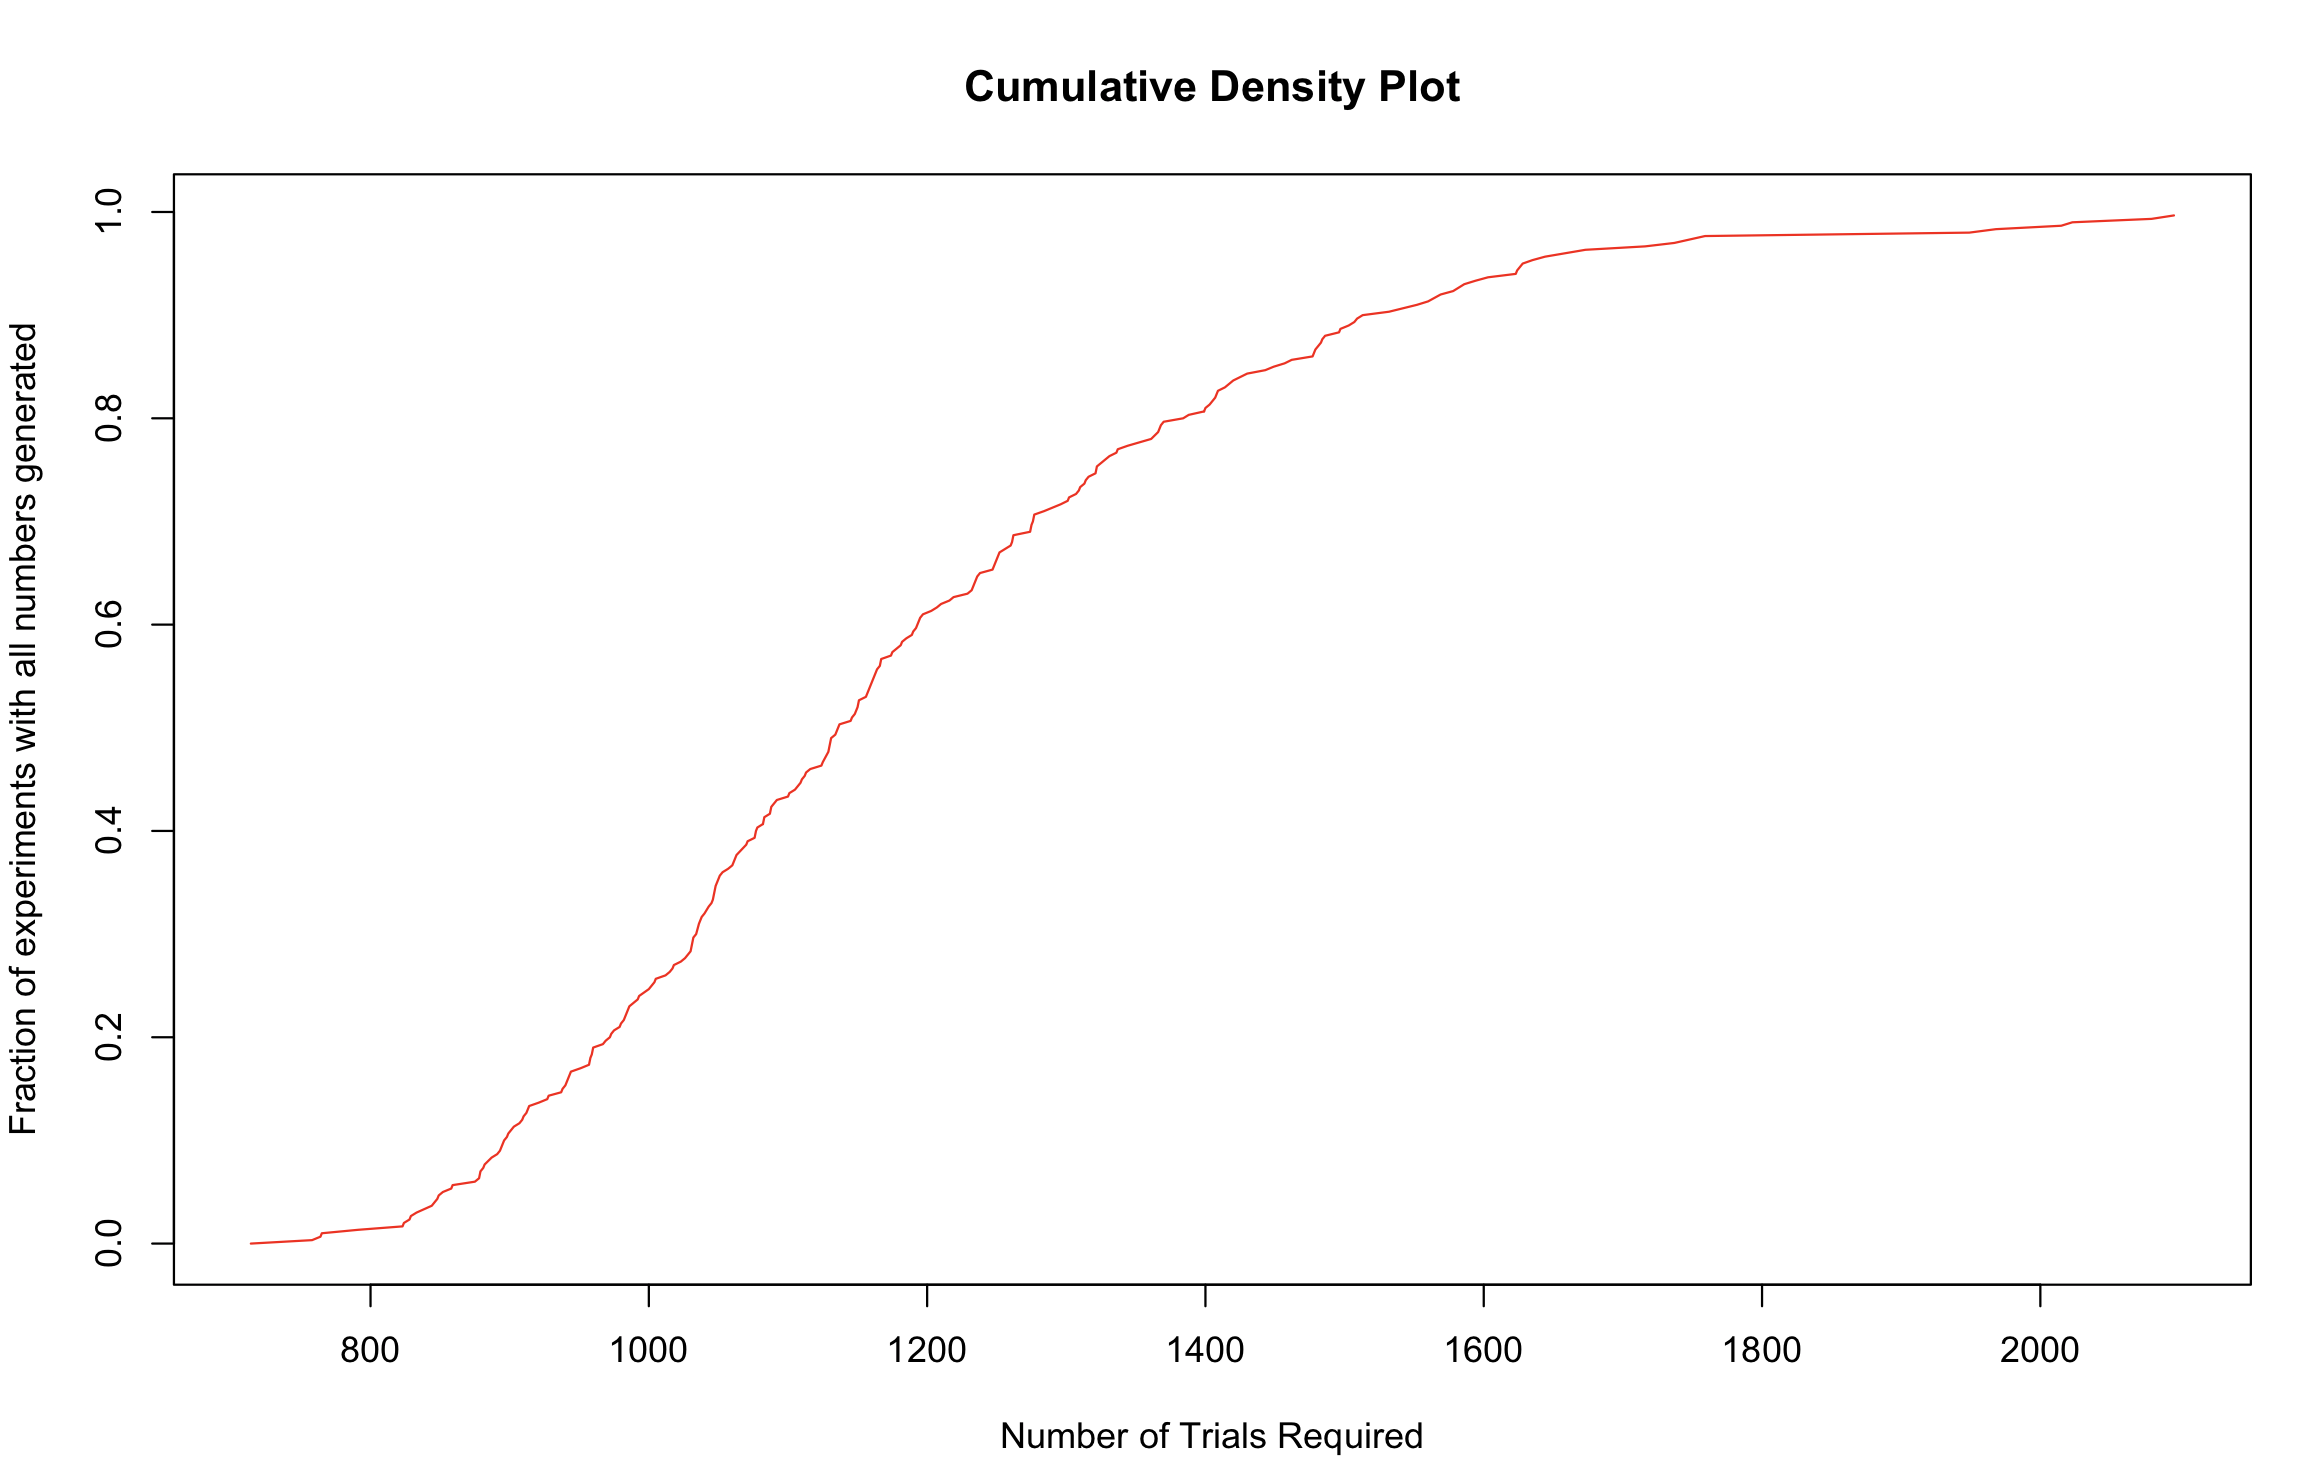 Cumulative Density Plot
Fraction of experiments with all numbers generated
1.0
0.8
0.6
0.4
0.2
0.0
800 1000 1200 1400 1600 1800 2000
Number of Trials Required